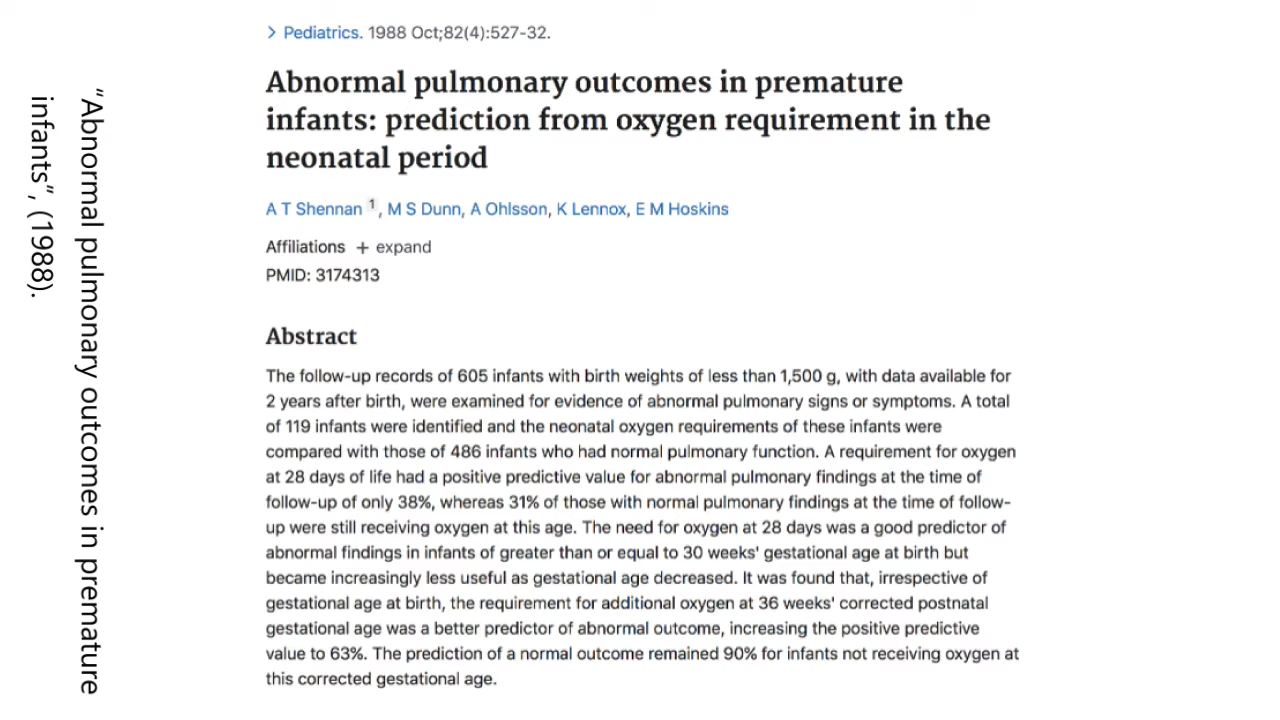 “Abnormal pulmonary outcomes in premature
infants”, (1988).
> Pediatrics. 1988 Oct;82(4):527-32.
Abnormal pulmonary outcomes in premature
infants: prediction from oxygen requirement in the
neonatal period
A T Shennan 1, M S Dunn, A Ohlsson, K Lennox, E M Hoskins
Affiliations + expand
PMID: 3174313
Abstract
The follow-up records of 605 infants with birth weights of less than 1,500 g, with data available for
2 years after birth, were examined for evidence of abnormal pulmonary signs or symptoms. A total
of 119 infants were identified and the neonatal oxygen requirements of these infants were
compared with those of 486 infants who had normal pulmonary function. A requirement for oxygen
at 28 days of life had a positive predictive value for abnormal pulmonary findings at the time of
follow-up of only 38%, whereas 31% of those with normal pulmonary findings at the time of follow-
up were still receiving oxygen at this age. The need for oxygen at 28 days was a good predictor of
abnormal findings in infants of greater than or equal to 30 weeks' gestational age at birth but
became increasingly less useful as gestational age decreased. It was found that, irrespective of
gestational age at birth, the requirement for additional oxygen at 36 weeks' corrected postnatal
gestational age was a better predictor of abnormal outcome, increasing the positive predictive
value to 63%. The prediction of a normal outcome remained 90% for infants not receiving oxygen at
this corrected gestational age.